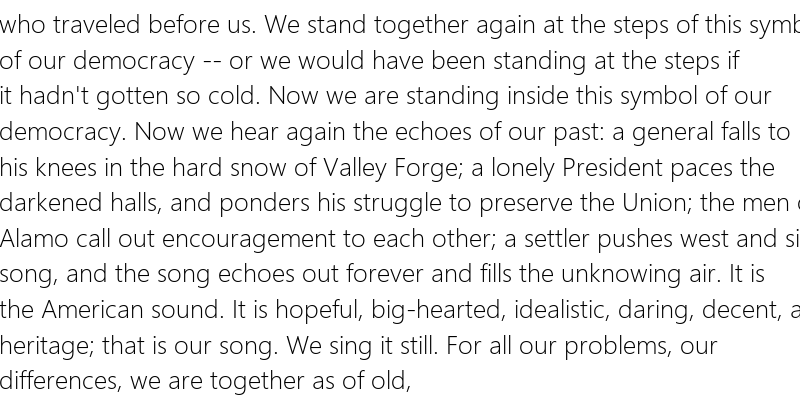 who traveled before us. We stand together again at the steps of this symb
of our democracy -- or we would have been standing at the steps if
it hadn't gotten so cold. Now we are standing inside this symbol of our
democracy. Now we hear again the echoes of our past: a general falls to
his knees in the hard snow of Valley Forge; a lonely President paces the
darkened halls, and ponders his struggle to preserve the Union; the men
Alamo call out encouragement to each other; a settler pushes west and si
song, and the song echoes out forever and fills the unknowing air. It is
the American sound. It is hopeful, big-hearted, idealistic, daring, decent, a
heritage; that is our song. We sing it still. For all our problems, our
differences, we are together as of old,